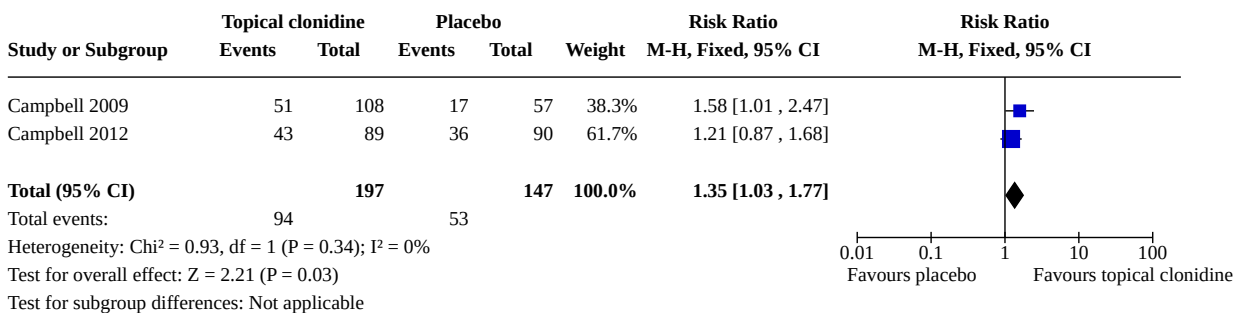 Topical clonidine Placebo Risk Ratio Risk Ratio
Study or Subgroup Events Total Events Total Weight M-H, Fixed, 95% CI M-H, Fixed, 95% CI
Campbell 2009 51 108 17 57 38.3% 1.58 [1.01 , 2.47]
Campbell 2012 43 89 36 90 61.7% 1.21 [0.87 , 1.68]
Total (95% CI) 197 147 100.0% 1.35 [1.03 , 1.77]
Total events: 94 53
Heterogeneity: Chi² = 0.93, df = 1 (P = 0.34); I² = 0%
0.01 0.1 1 10 100
Test for overall effect: Z = 2.21 (P = 0.03) Favours placebo Favours topical clonidine
Test for subgroup differences: Not applicable